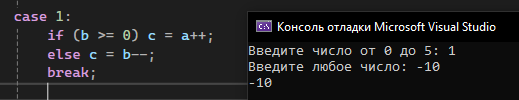 case 1:
if (b >= 0) c = a++;
else c = b--;
break;
Консоль отладки Microsoft Visual Studio
Введите число от 0 до 5: 1
Введите любое число: -10
-10